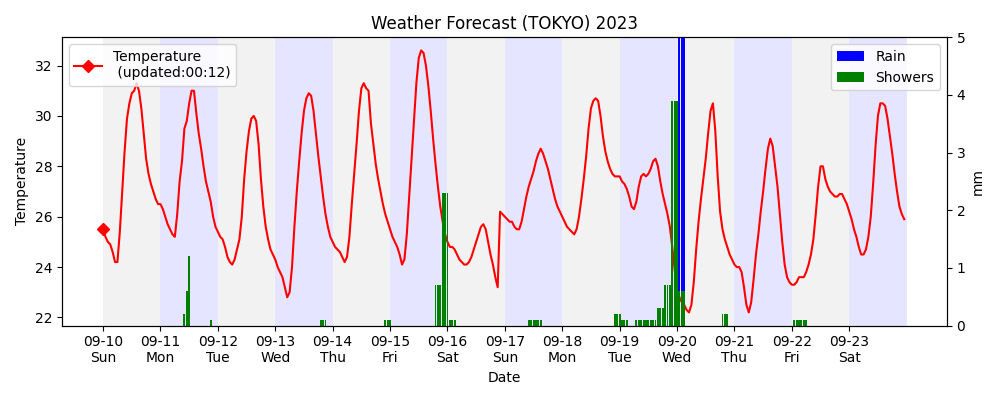 Weather Forecast (TOKYO) 2023
Temperature
(updated:00:12)
Rain
Showers
Temperature
32
30
28
26
24
22
5
4
3
2
1
0
mm
09-10 09-11 09-12 09-13 09-14 09-15 09-16 09-17 09-18 09-19 09-20 09-21 09-22 09-23
Sun Mon Tue Wed Thu Fri Sat Sun Mon Tue Wed Thu Fri Sat
Date